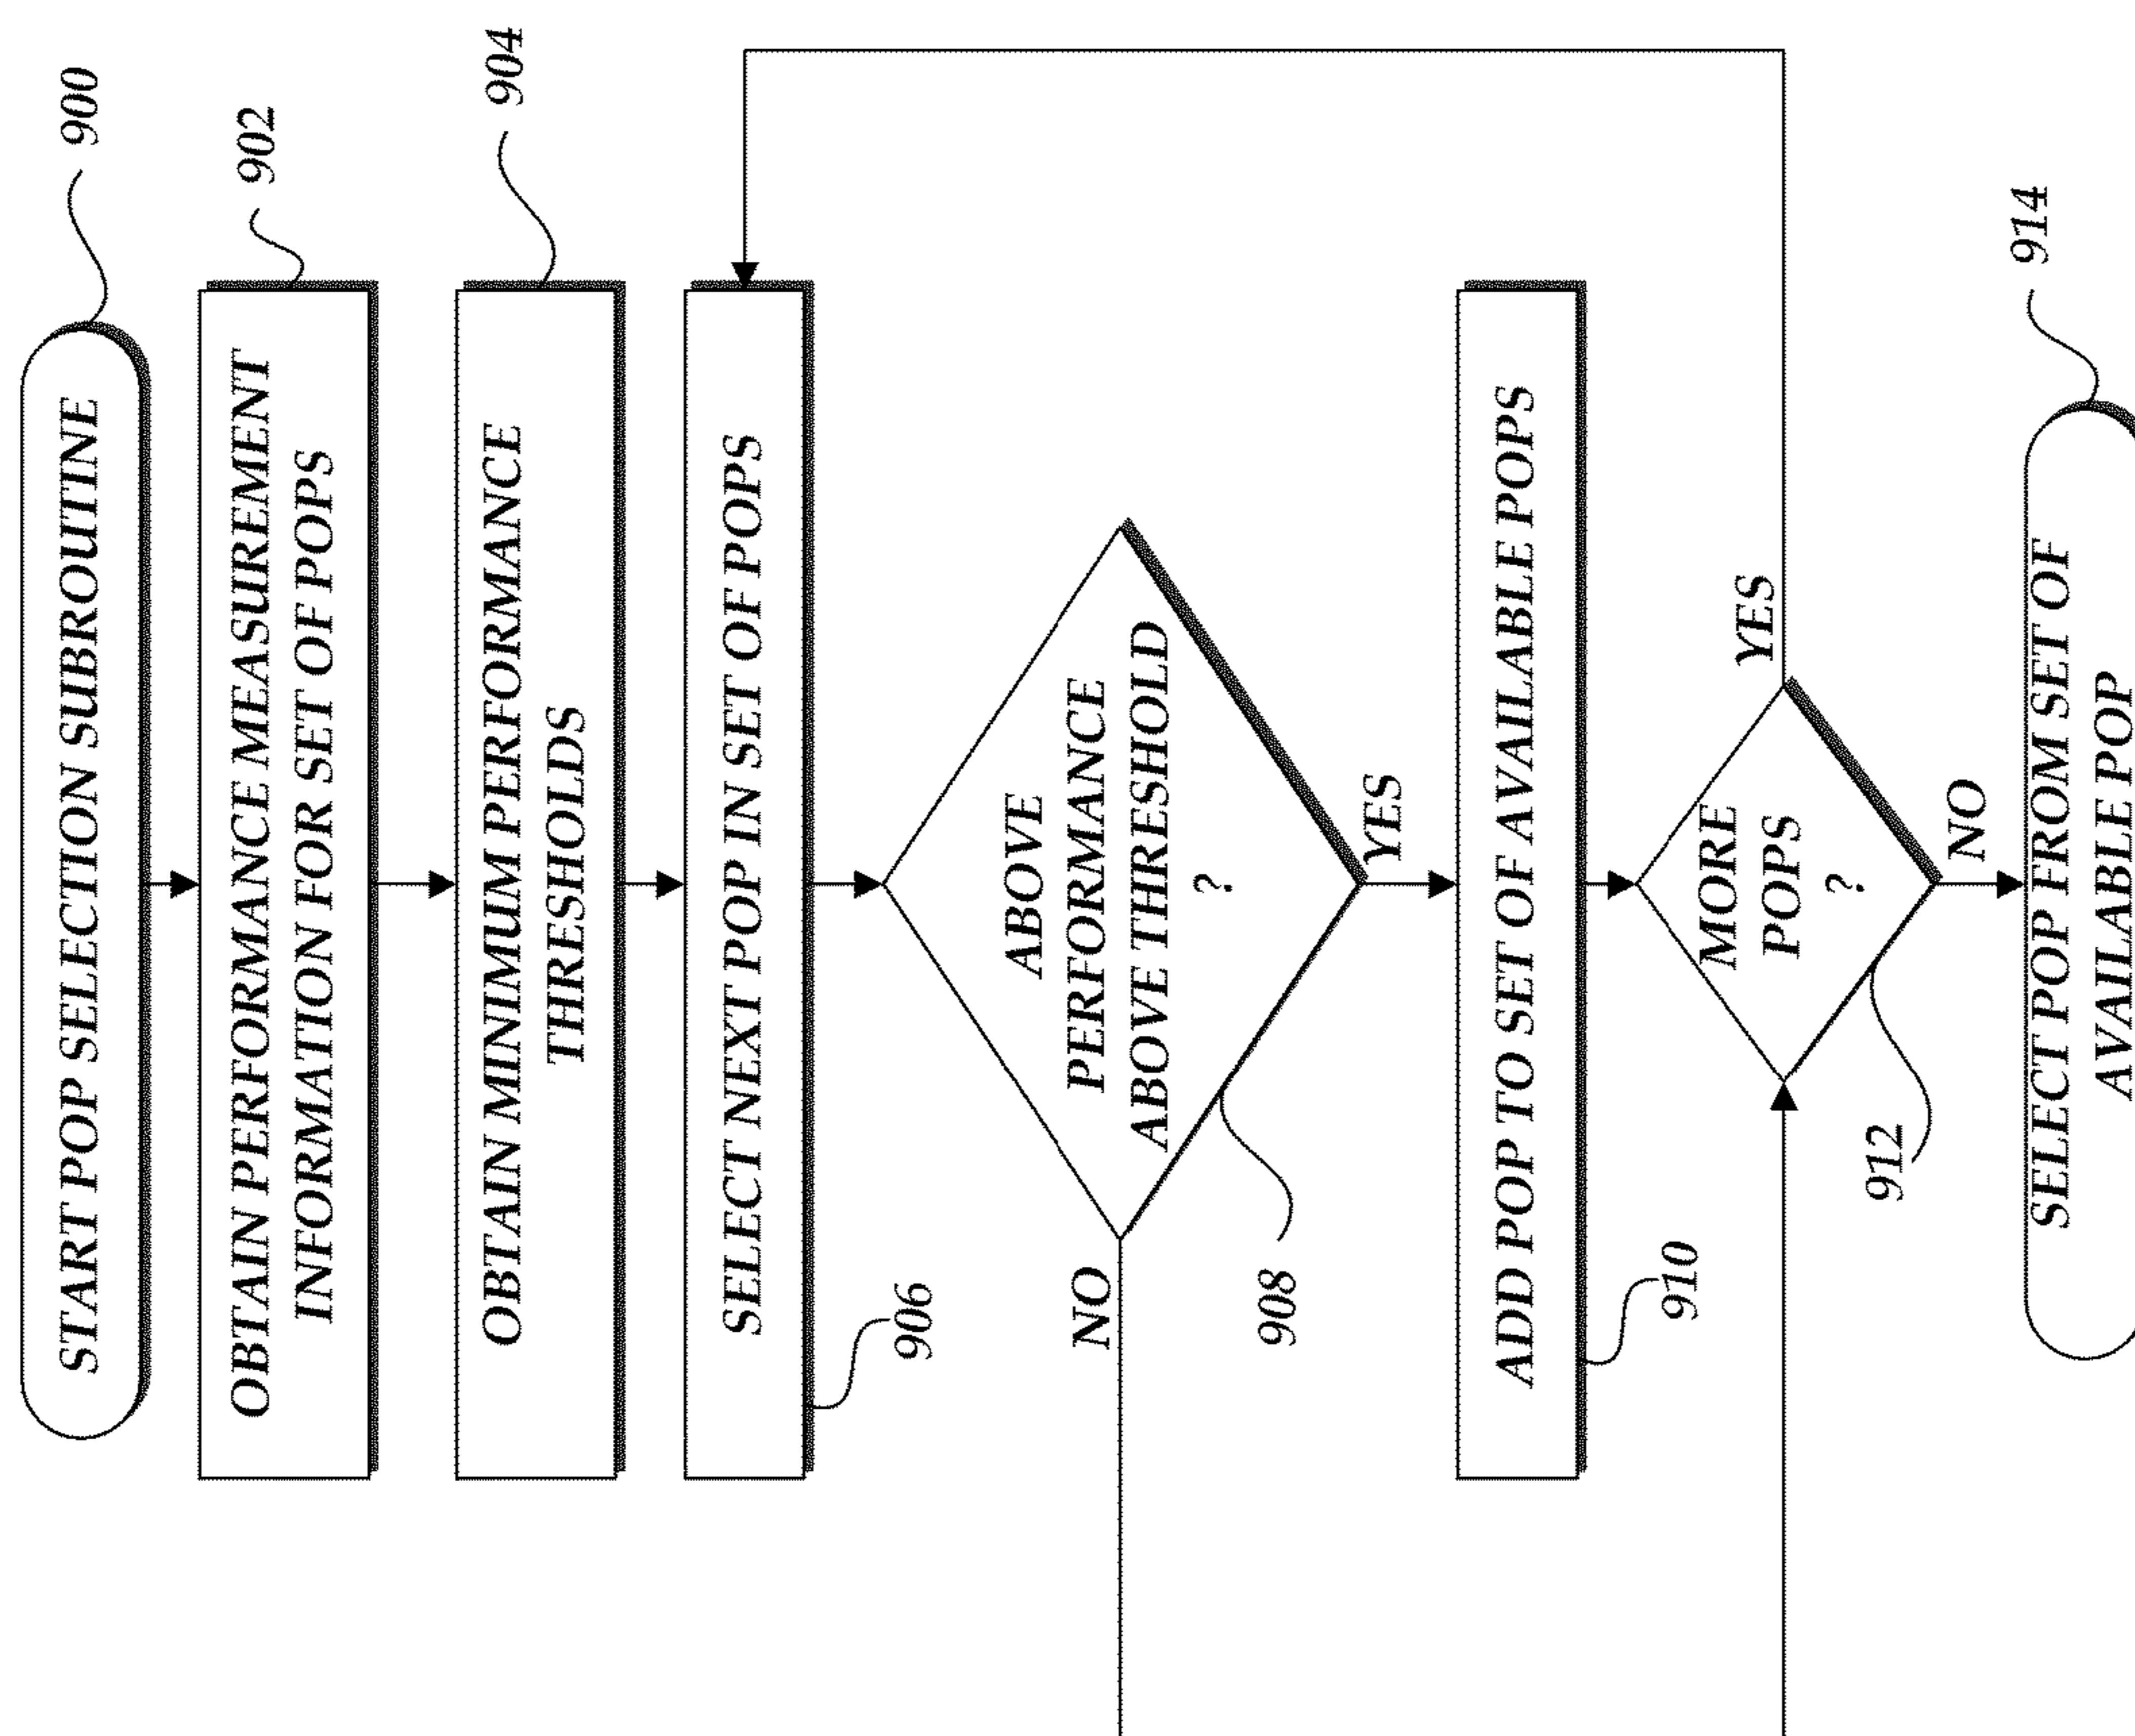 START POP SELECTION SUBROUTINE
900
OBTAIN PERFORMANCE MEASUREMENT
INFORMATION FOR SET OF POPS
902
OBTAIN MINIMUM PERFORMANCE
THRESHOLDS
904
SELECT NEXT POP IN SET OF POPS
906
ABOVE
PERFORMANCE
ABOVE THRESHOLD
?
NO
908
YES
ADD POP TO SET OF AVAILABLE POPS
910
MORE
POPS
?
YES
912
NO
SELECT POP FROM SET OF
AVAILABLE POP
914